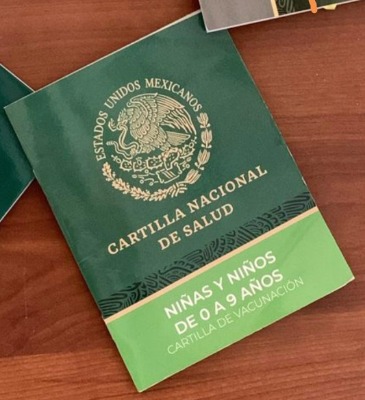 ESTADOS UNIDOS MEXICANOS
CARTILLA NACIONAL
DE SALUD
NIÑAS Y NIÑOS
DE 0 A 9 AÑOS
CARTILLA DE VACUNACIÓN